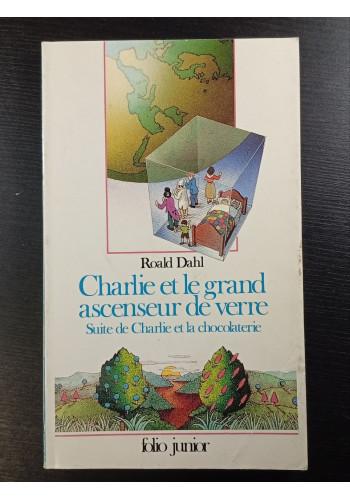 Roald Dahl
Charlie et le grand
ascenseur de verre
Suite de Charlie et la chocolaterie
folio junior